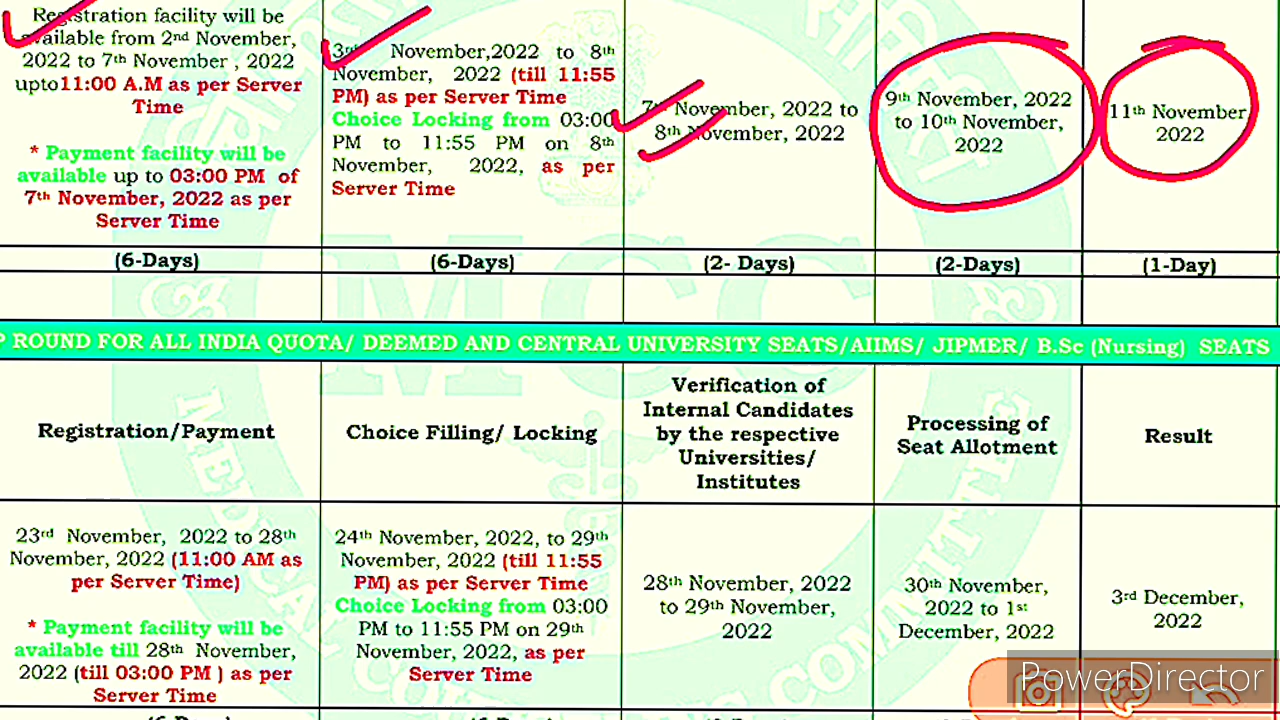 Registration facility will be
available from 2nd November,
2022 to 7th November , 2022
upto11:00 A.M as per Server
Time
* Payment facility will be
available up to 03:00 PM of
7th November, 2022 as per
Server Time
3rd November,2022 to 8th
November, 2022 (till 11:55
PM) as per Server Time
Choice Locking from 03:00
PM to 11:55 PM on 8th
November, 2022, as per
Server Time
7th November, 2022 to
8th November, 2022
9th November, 2022
to 10th November,
2022
11th November
2022
(6-Days)
(6-Days)
(2- Days)
(2-Days)
(1-Day)
P ROUND FOR ALL INDIA QUOTA/ DEEMED AND CENTRAL UNIVERSITY SEATS/AIIMS/ JIPMER/ B.Sc (Nursing) SEATS
Registration/Payment
Choice Filling/ Locking
Verification of
Internal Candidates
by the respective
Universities/
Institutes
Processing of
Seat Allotment
Result
23rd November, 2022 to 28th
November, 2022 (11:00 AM as
per Server Time)
* Payment facility will be
available till 28th November,
2022 (till 03:00 PM ) as per
Server Time
24th November, 2022, to 29th
November, 2022 (till 11:55
PM) as per Server Time
Choice Locking from 03:00
PM to 11:55 PM on 29th
November, 2022, as per
Server Time
28th November, 2022
to 29th November,
2022
30th November,
2022 to 1st
December, 2022
3rd December,
2022
MCC
PowerDirector